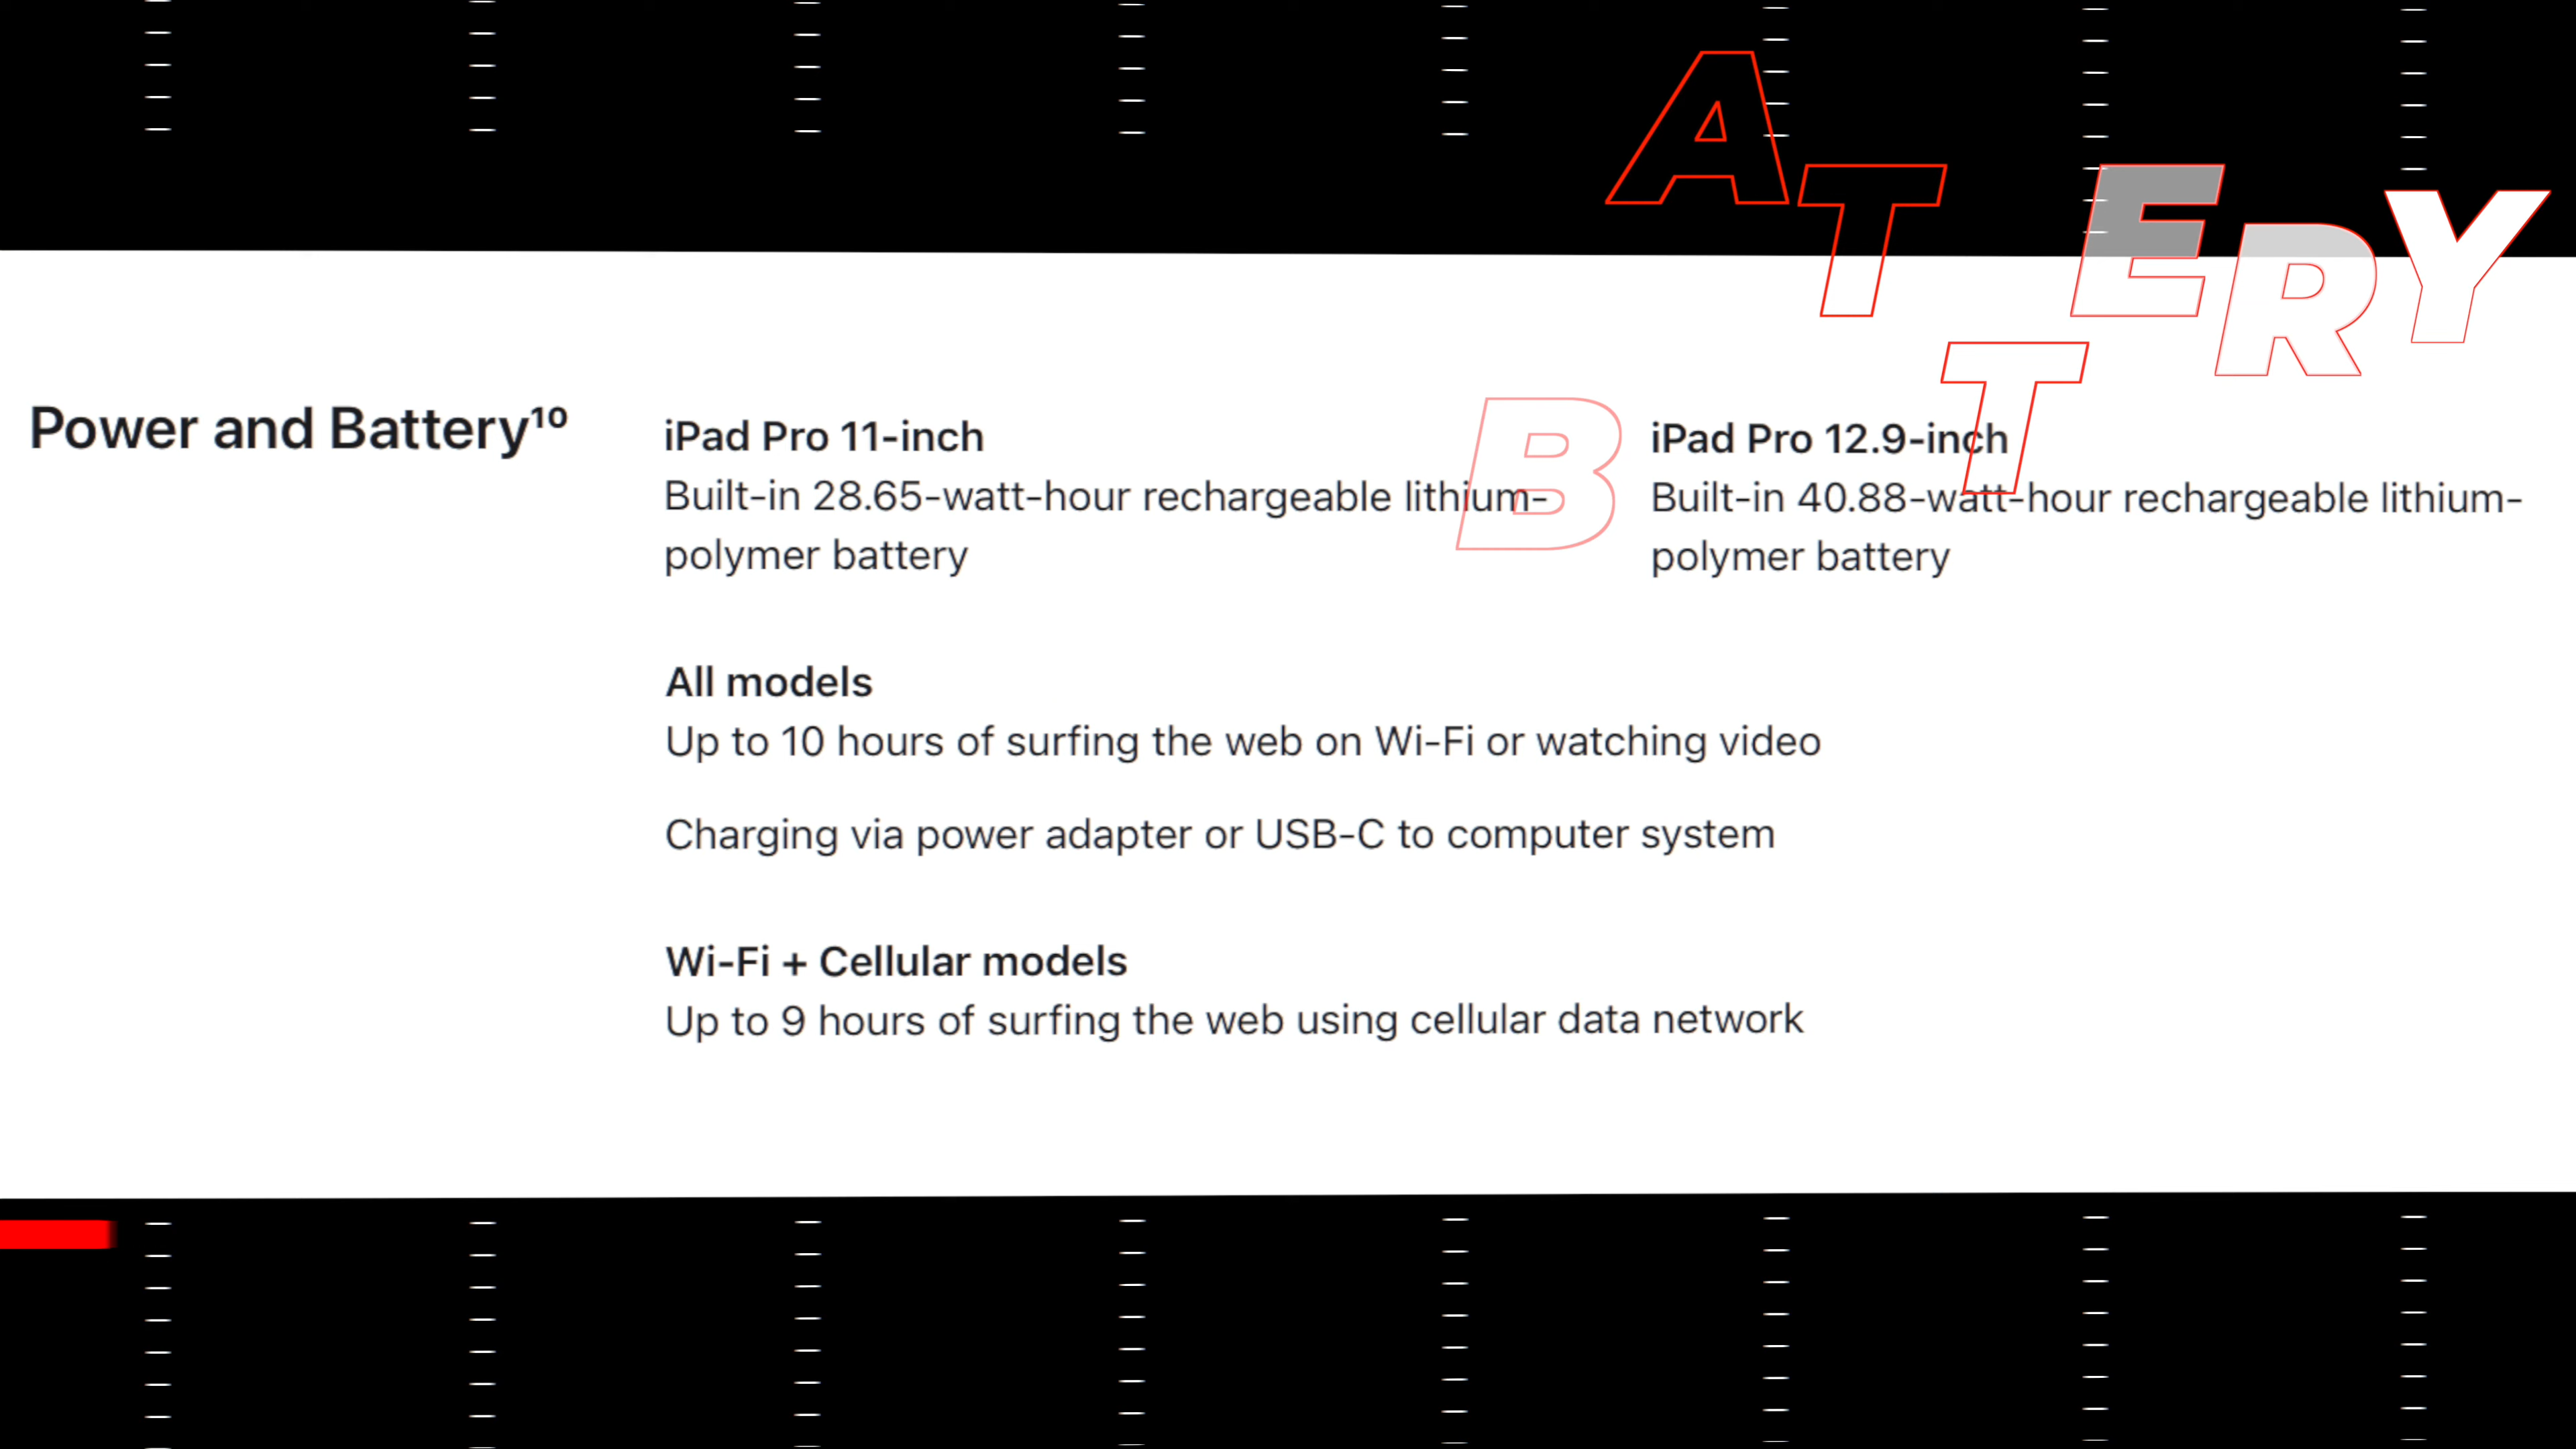 BATTERY
Power and Battery¹⁰
iPad Pro 11-inch
Built-in 28.65-watt-hour rechargeable lithium-
polymer battery
iPad Pro 12.9-inch
Built-in 40.88-watt-hour rechargeable lithium-
polymer battery
All models
Up to 10 hours of surfing the web on Wi-Fi or watching video
Charging via power adapter or USB-C to computer system
Wi-Fi + Cellular models
Up to 9 hours of surfing the web using cellular data network